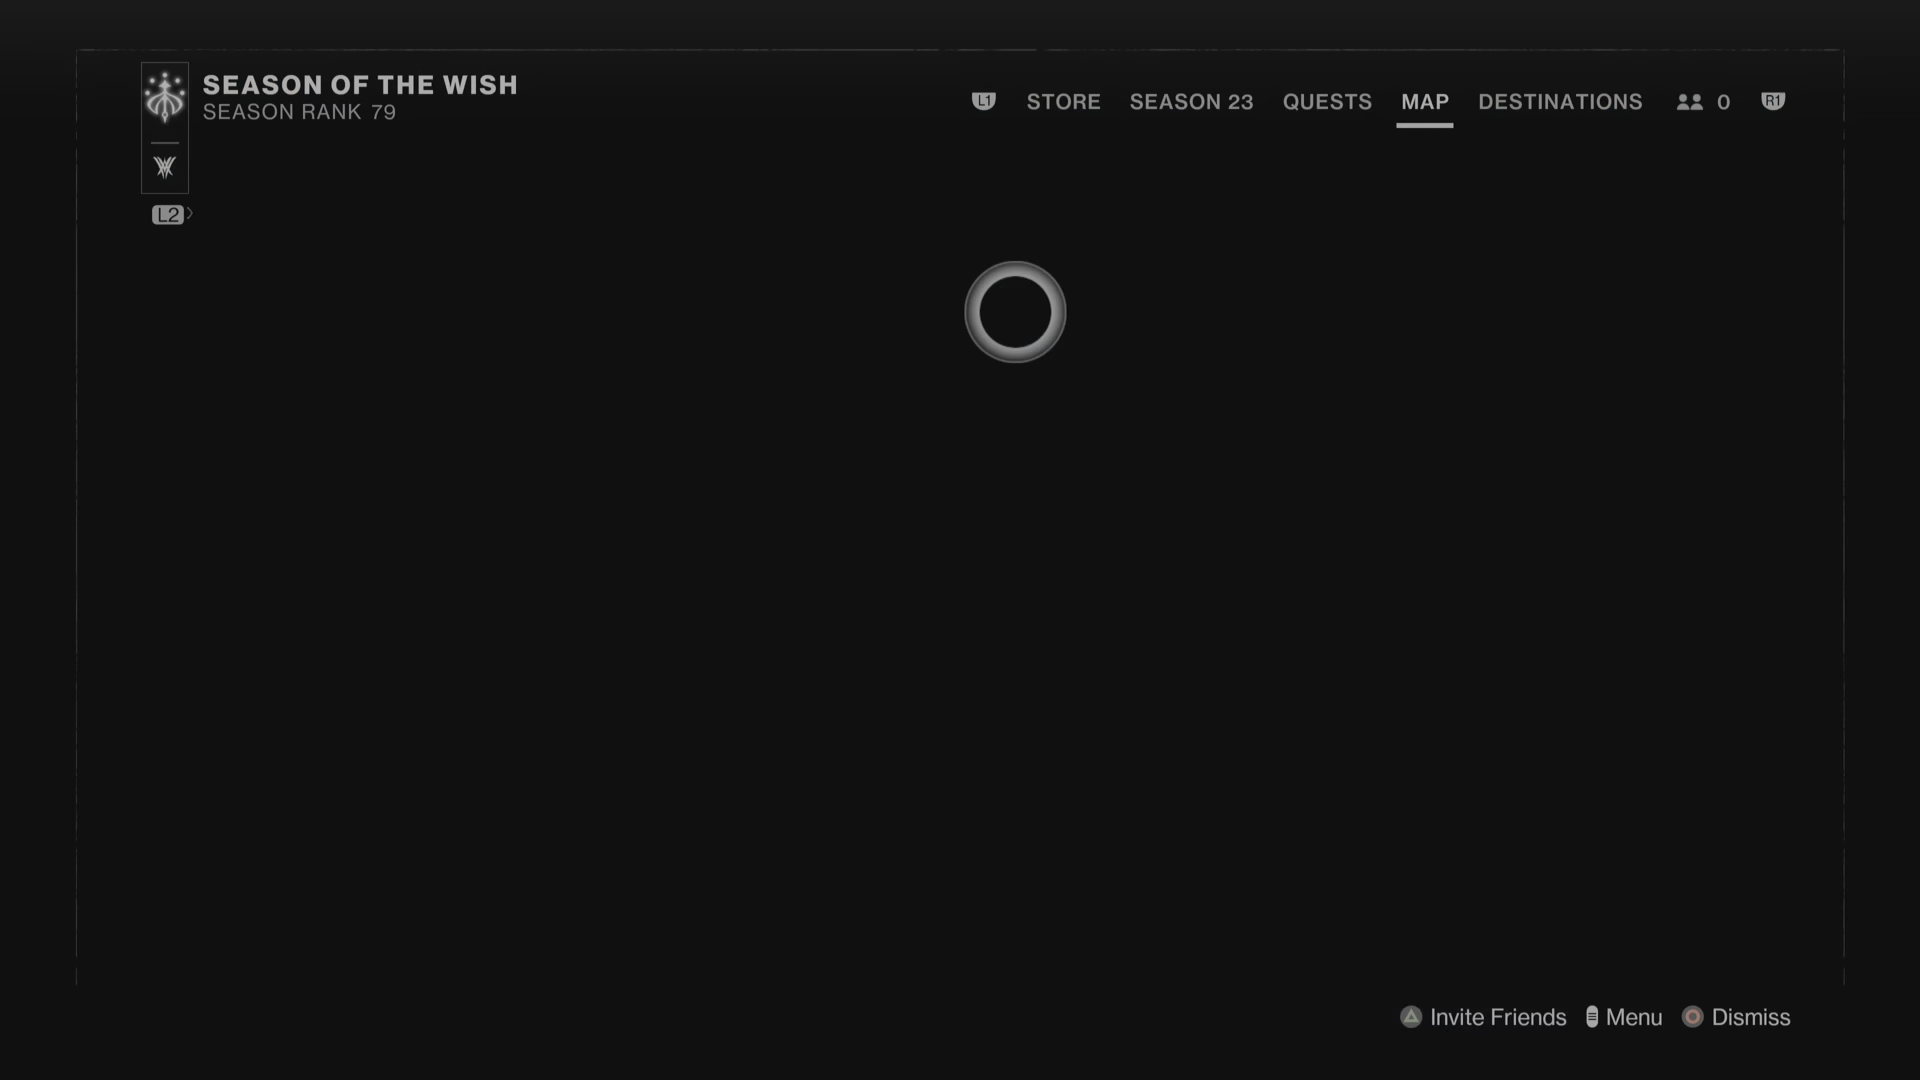 SEASON OF THE WISH
SEASON RANK 79
L2
L1 STORE SEASON 23 QUESTS MAP DESTINATIONS 0 R1
Invite Friends Menu Dismiss